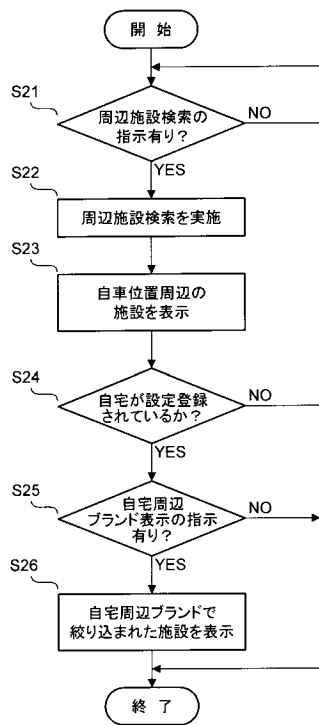 開 始
S21
周辺施設検索の
指示有り?
NO
YES
S22
周辺施設検索を実施
S23
自車位置周辺の
施設を表示
S24
自宅が設定登録
されているか?
NO
YES
S25
自宅周辺
ブランド表示の指示
有り?
NO
YES
S26
自宅周辺ブランドで
絞り込まれた施設を表示
終 了